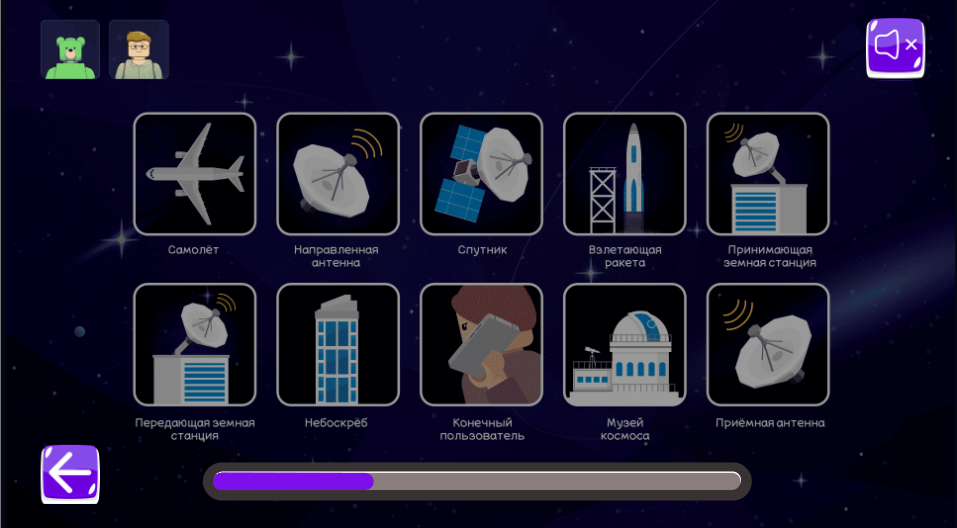 Самолёт
Направленная
антенна
Спутник
Взлетающая
ракета
Принимающая
земная станция
Передающая земная
станция
Небоскрёб
Конечный
пользователь
Музей
космоса
Приёмная антенна